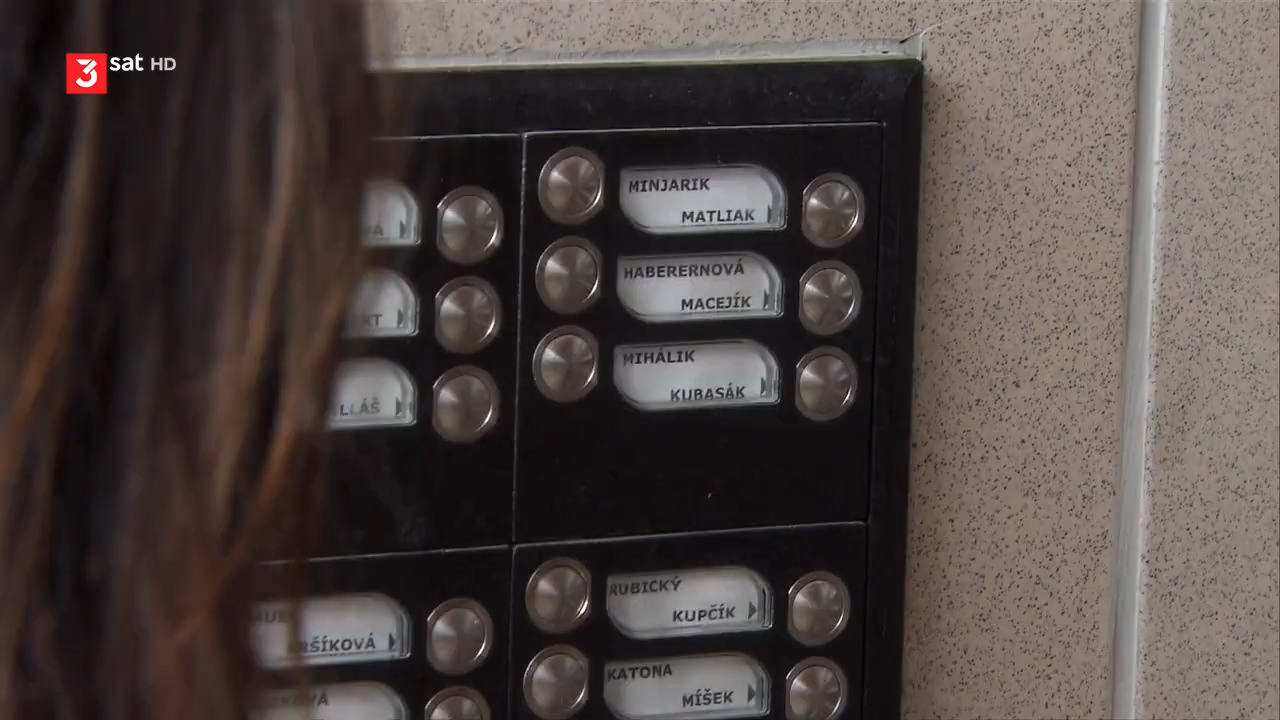 3sat HD
MINJARIK
MATLIAK
HABERERNOVÁ
MACEJÍK
MIHÁLIK
KUBASÁK
RUBICKÝ
KUPČÍK
KATONA
MÍŠEK